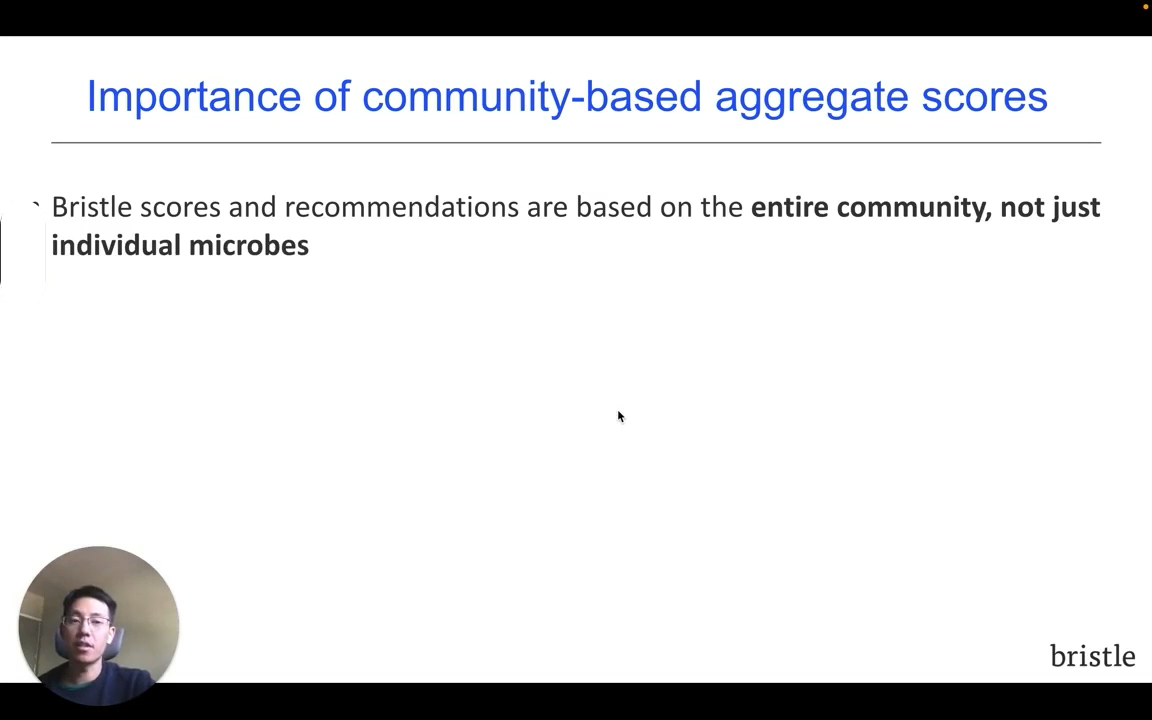 Importance of community-based aggregate scores
Bristle scores and recommendations are based on the entire community, not just
individual microbes
bristle